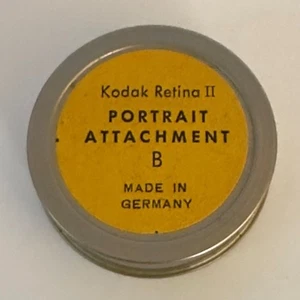 Kodak Retina II
PORTRAIT
ATTACHMENT
B
MADE IN
GERMANY